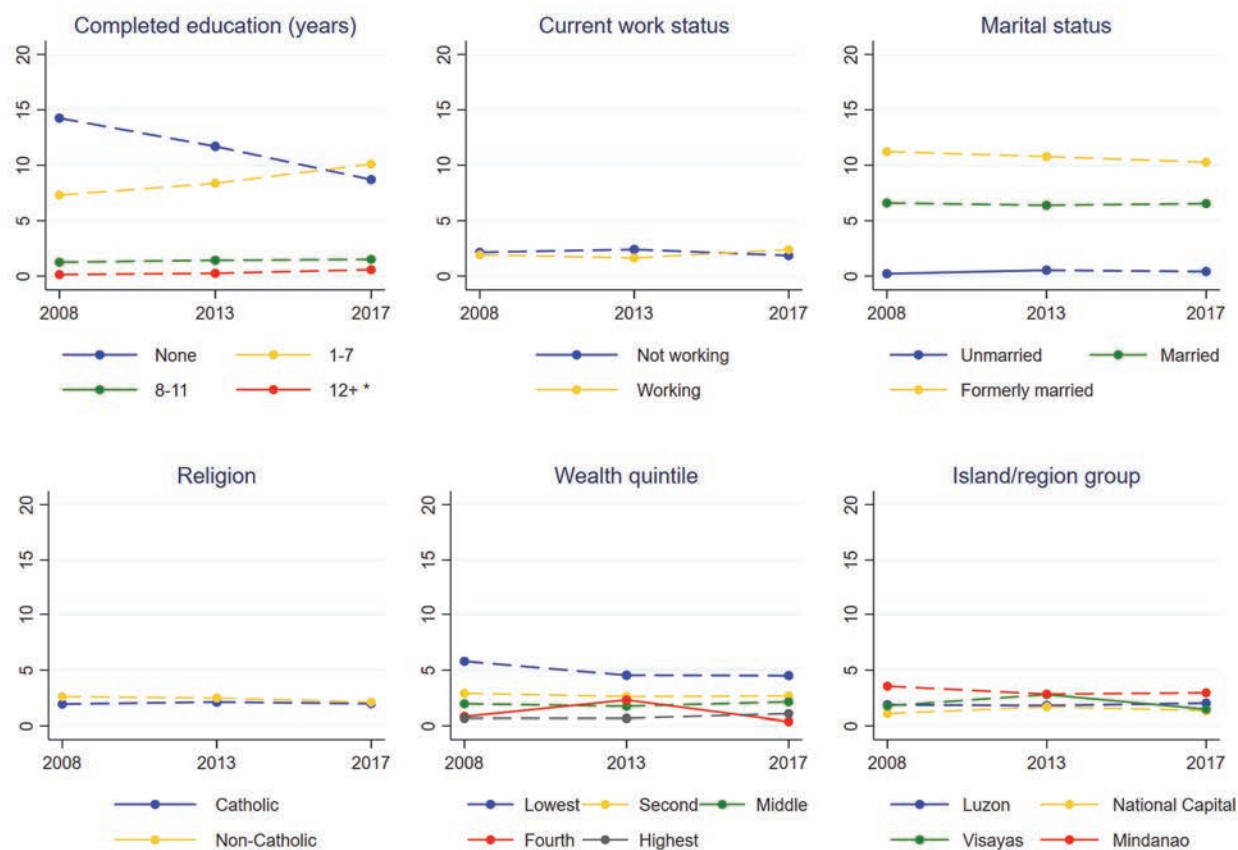 Completed education (years)
Current work status
Marital status
20
15
10
5
0
2008 2013 2017
20
15
10
5
0
2008 2013 2017
20
15
10
5
0
2008 2013 2017
None 1-7
8-11 12+ *
Not working
Working
Unmarried Married
Formerly married
Religion
Wealth quintile
Island/region group
20
15
10
5
0
2008 2013 2017
20
15
10
5
0
2008 2013 2017
20
15
10
5
0
2008 2013 2017
Catholic
Non-Catholic
Lowest Second Middle
Fourth Highest
Luzon National Capital
Visayas Mindanao